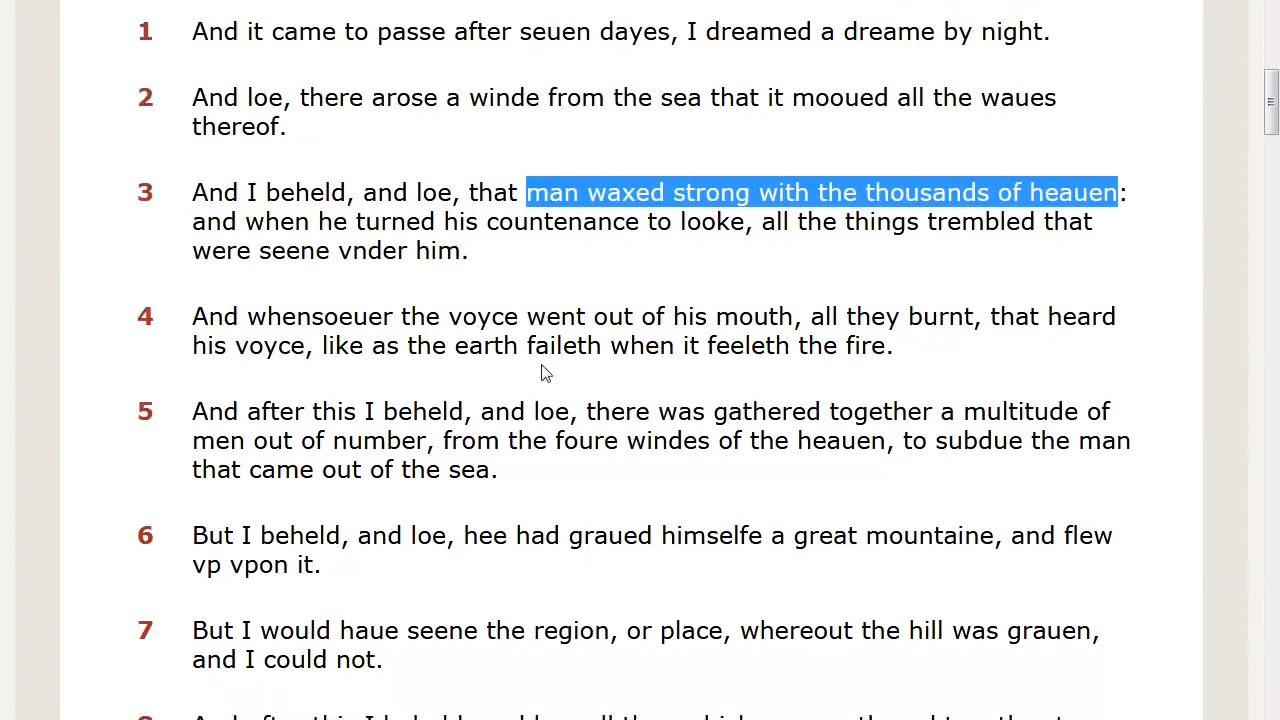 1 And it came to passe after seuen dayes, I dreamed a dreame by night.
2 And loe, there arose a winde from the sea that it mooued all the waues
thereof.
3 And I beheld, and loe, that man waxed strong with the thousands of heauen:
and when he turned his countenance to looke, all the things trembled that
were seene vnder him.
4 And whensoeuer the voyce went out of his mouth, all they burnt, that heard
his voyce, like as the earth faileth when it feeleth the fire.
5 And after this I beheld, and loe, there was gathered together a multitude of
men out of number, from the foure windes of the heauen, to subdue the man
that came out of the sea.
6 But I beheld, and loe, hee had graued himselfe a great mountaine, and flew
vp vpon it.
7 But I would haue seene the region, or place, whereout the hill was grauen,
and I could not.